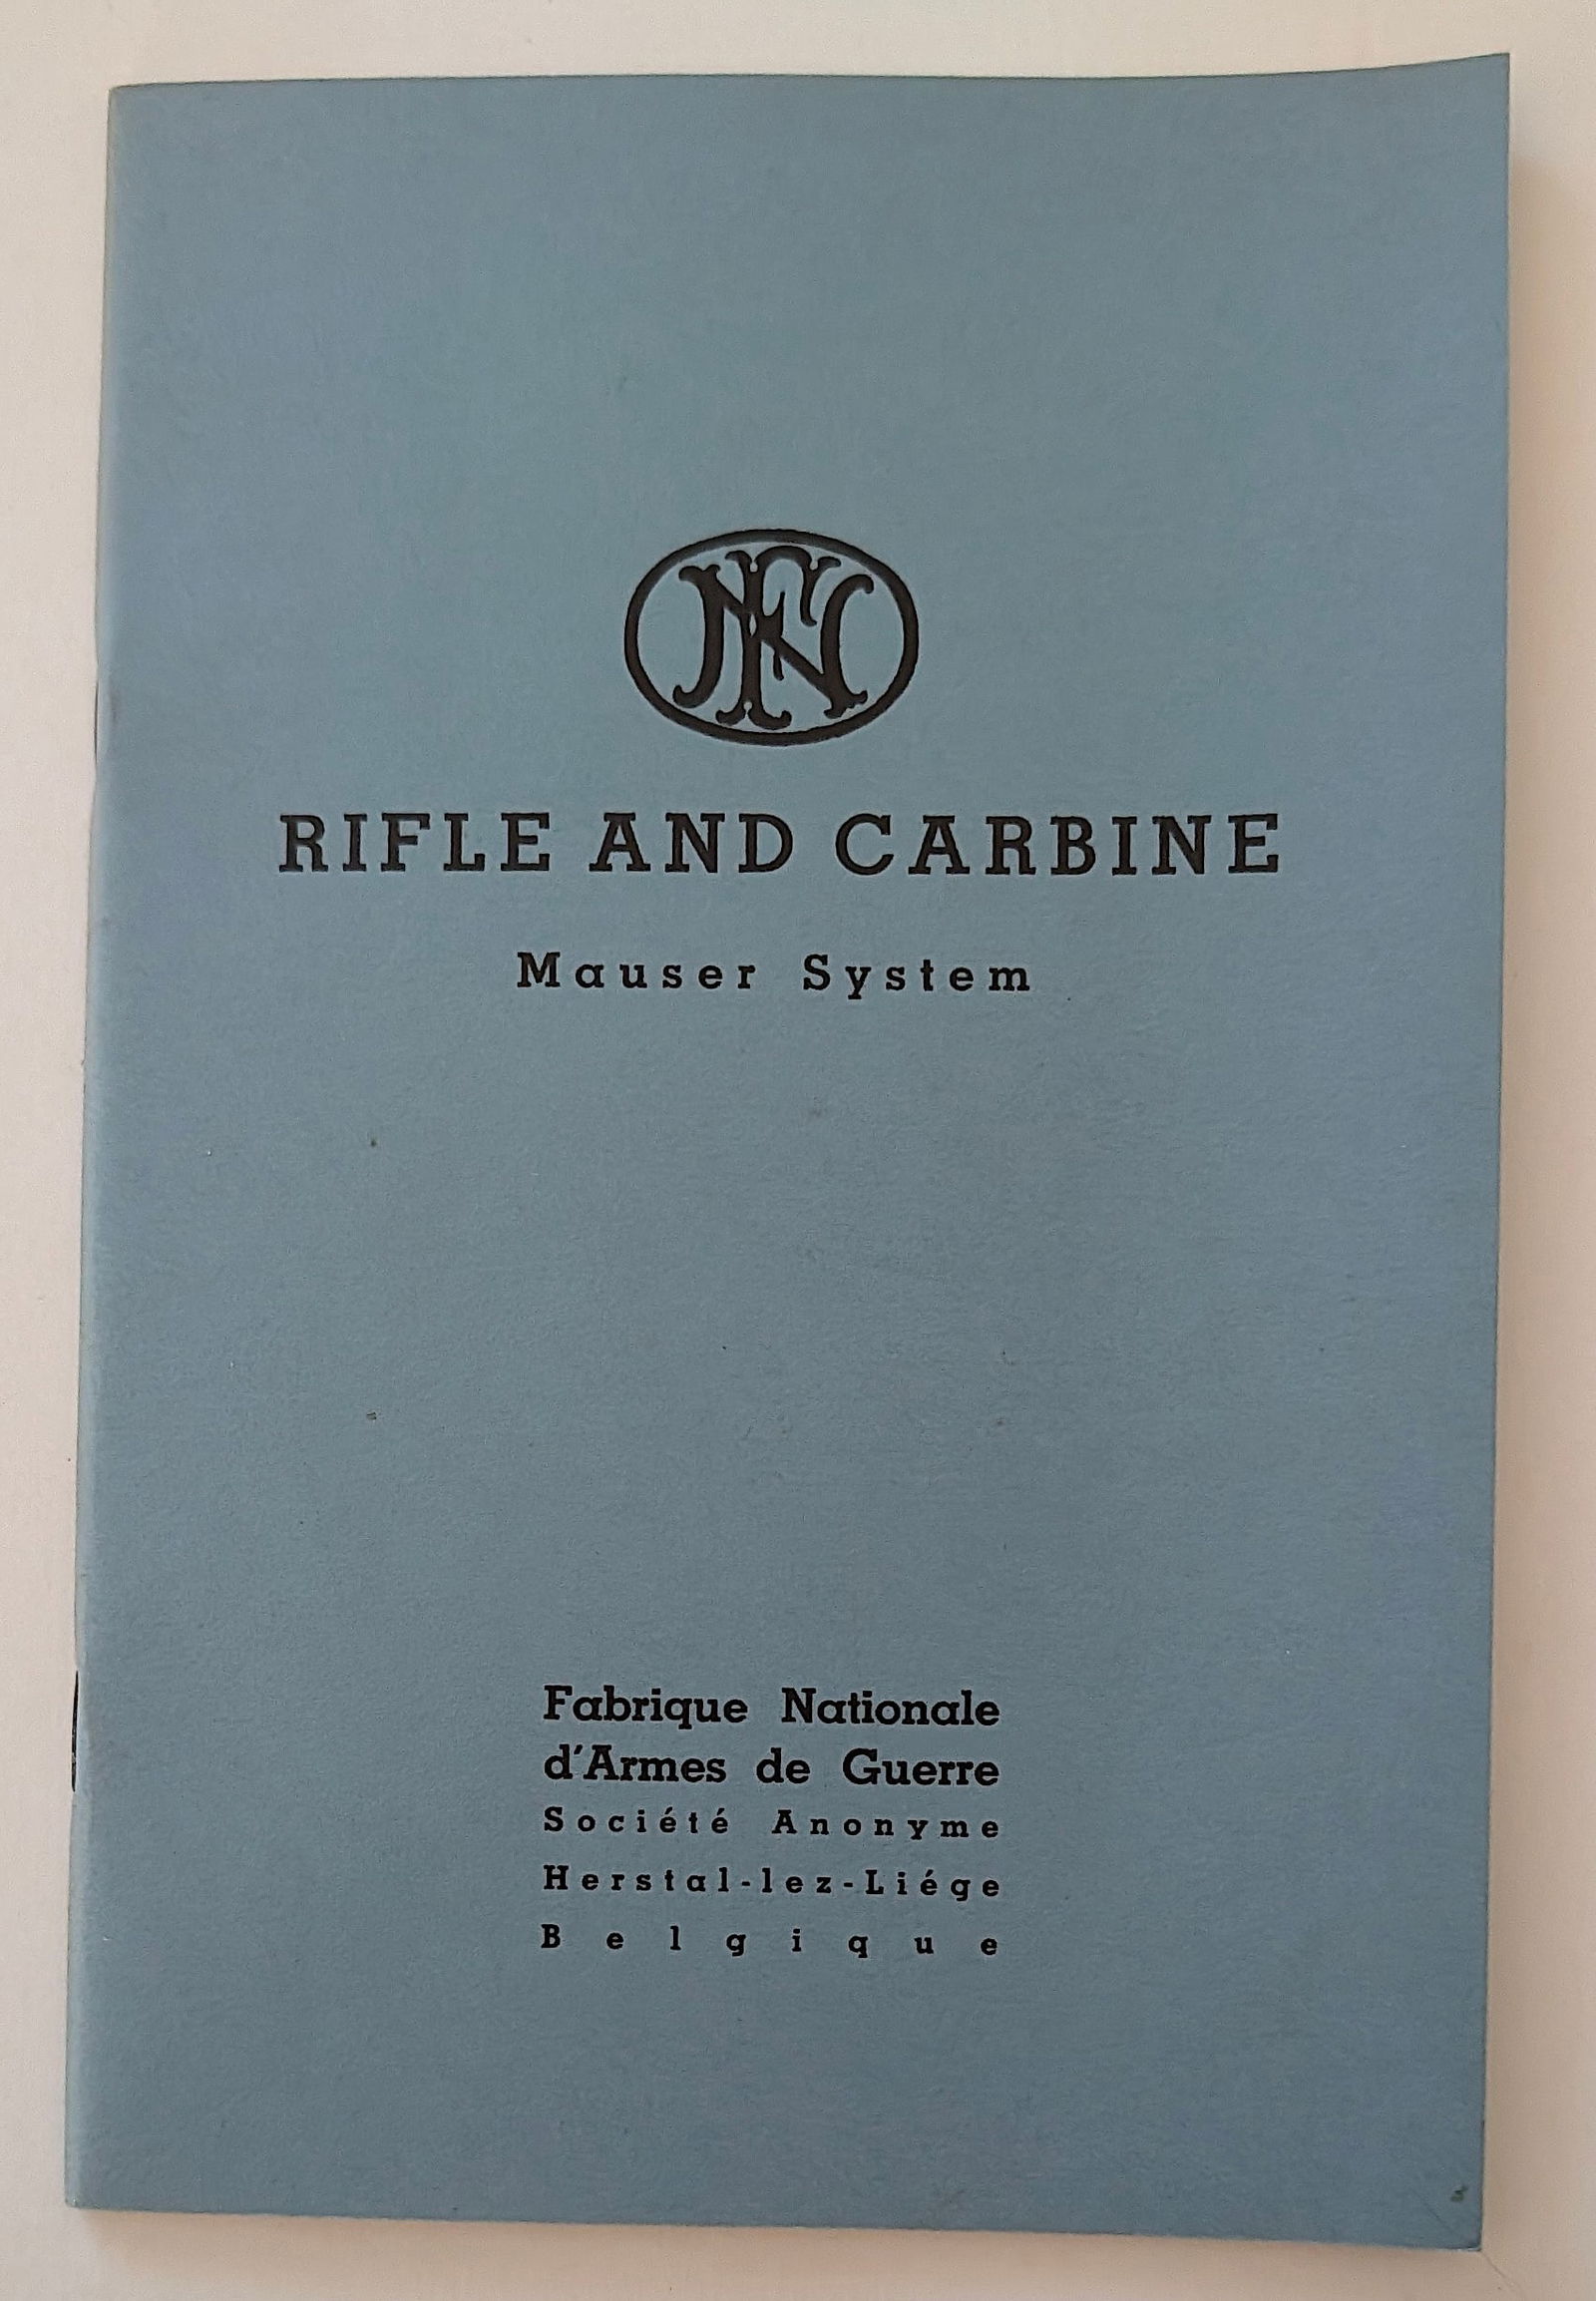 FN
RIFLE AND CARBINE
Mauser System
Fabrique Nationale
d'Armes de Guerre
Société Anonyme
Herstal-lez-Liége
Belgique